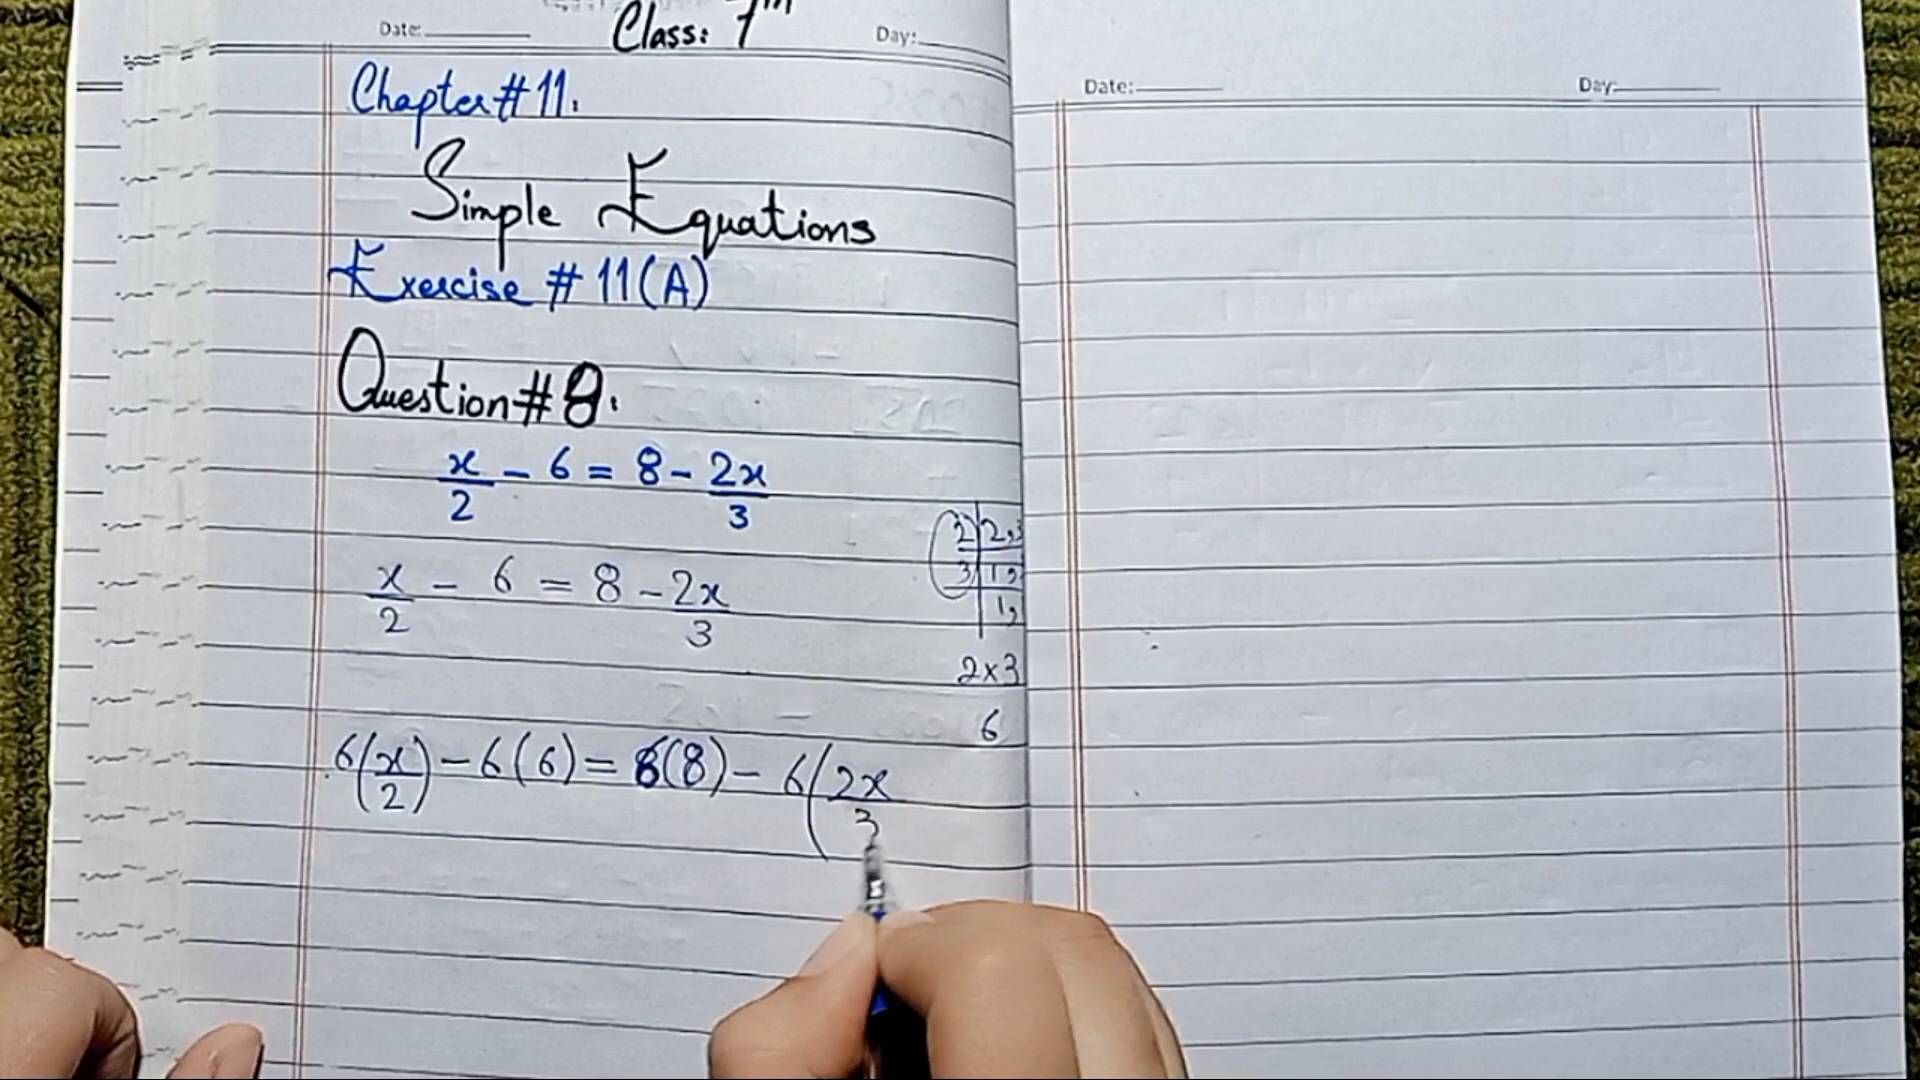 Date: Class: 7th Day:
Chapter # 11:
Simple Equations
Exercise # 11(A)
Question # 8:
x/2 - 6 = 8 - 2x/3
x/2 - 6 = 8 - 2x/3
6(x/2) - 6(6) = 6(8) - 6(2x/3
2 | 2,3
3 | 1,
1,
2x3
6
Date: Day: